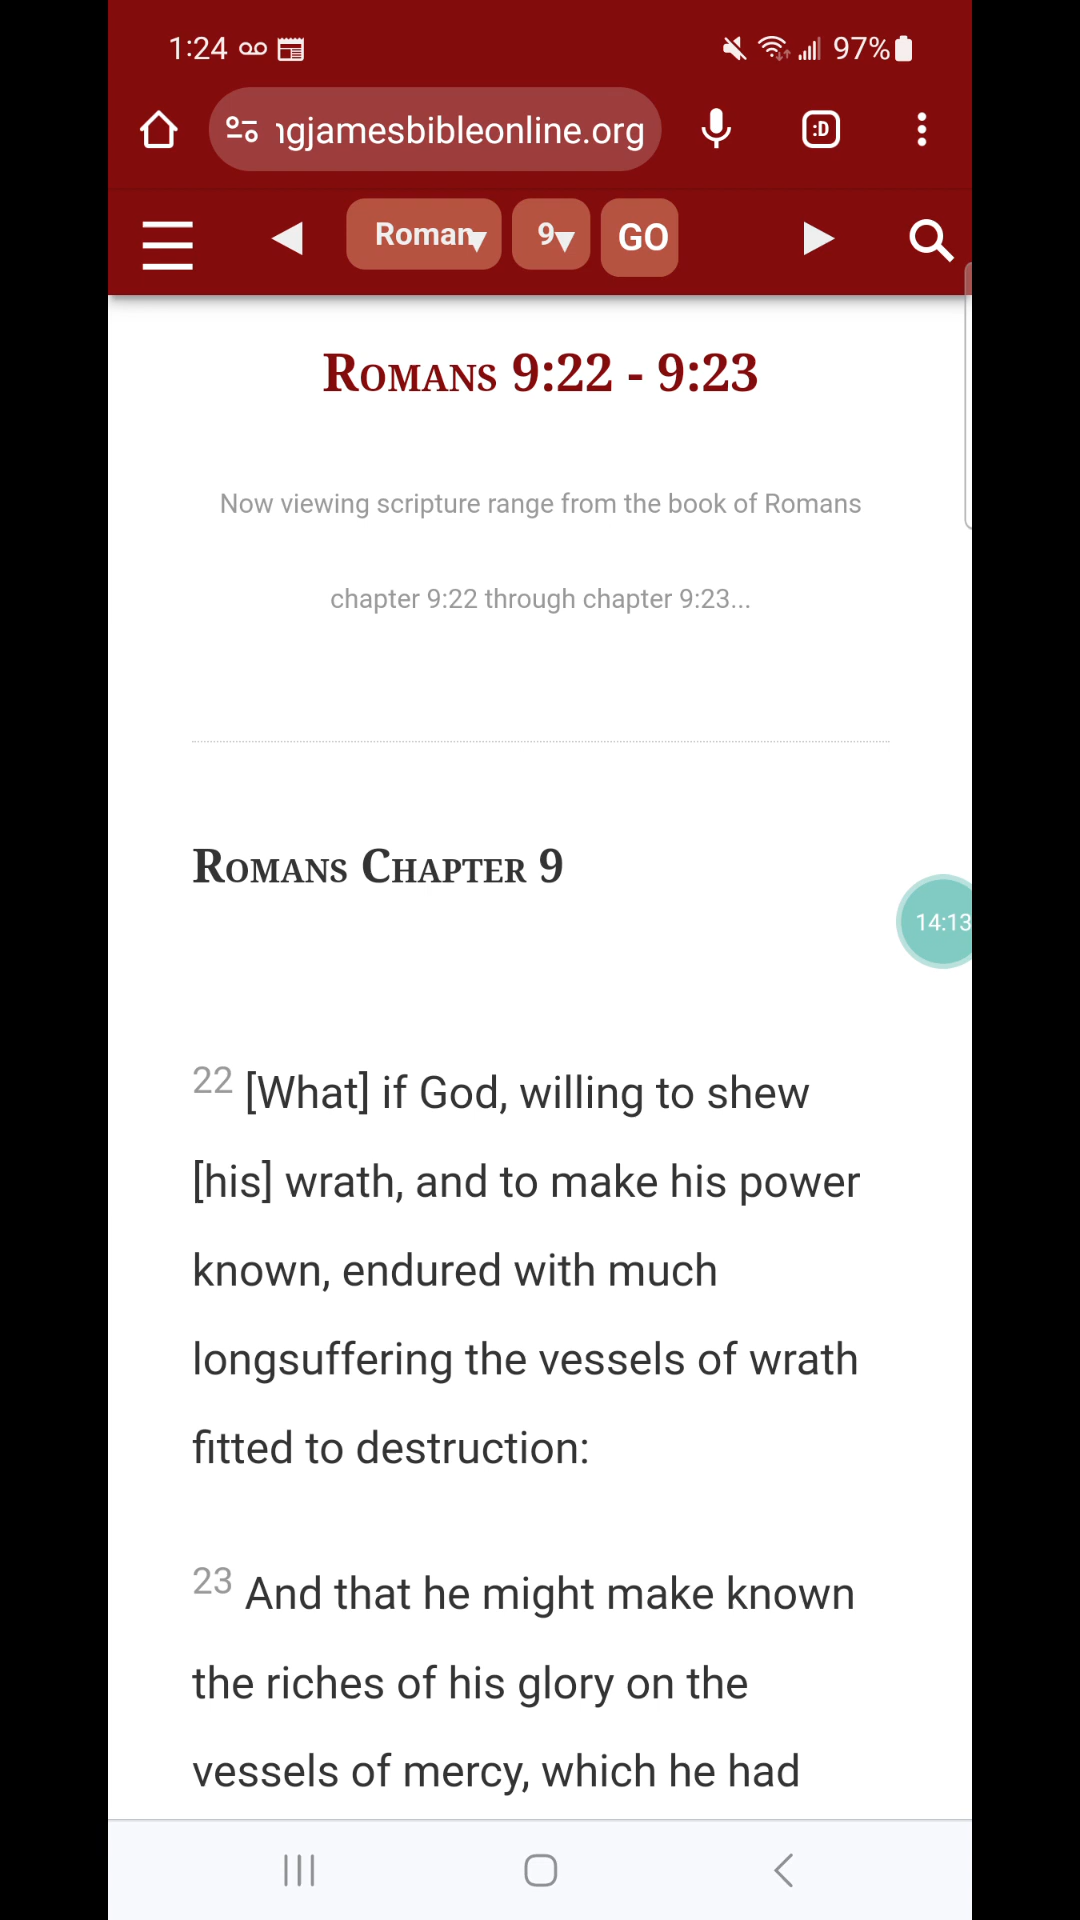 1:24
97%
ngjamesbibleonline.org
:D
Roman
9
GO
Romans 9:22 - 9:23
Now viewing scripture range from the book of Romans
chapter 9:22 through chapter 9:23...
Romans Chapter 9
14:13
22 [What] if God, willing to shew
[his] wrath, and to make his power
known, endured with much
longsuffering the vessels of wrath
fitted to destruction:
23 And that he might make known
the riches of his glory on the
vessels of mercy, which he had